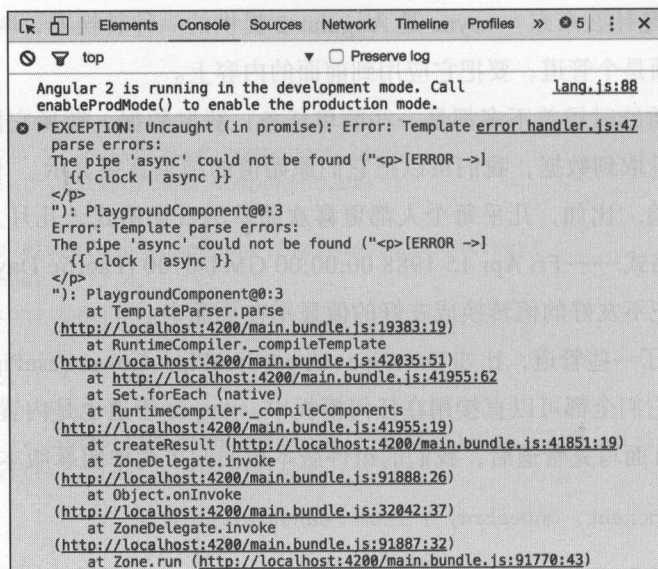 Elements Console Sources Network Timeline Profiles » 5
top Preserve log
Angular 2 is running in the development mode. Call lang.js:88
enableProdMode() to enable the production mode.
EXCEPTION: Uncaught (in promise): Error: Template error_handler.js:47
parse errors:
The pipe 'async' could not be found ("<p>[ERROR ->]
{{ clock | async }}
</p>
"): PlaygroundComponent@0:3
Error: Template parse errors:
The pipe 'async' could not be found ("<p>[ERROR ->]
{{ clock | async }}
</p>
"): PlaygroundComponent@0:3
at TemplateParser.parse
(http://localhost:4200/main.bundle.js:19383:19)
at RuntimeCompiler._compileTemplate
(http://localhost:4200/main.bundle.js:42035:51)
at http://localhost:4200/main.bundle.js:41955:62
at Set.forEach (native)
at RuntimeCompiler.compileComponents
(http://localhost:4200/main.bundle.js:41955:19)
at createResult (http://localhost:4200/main.bundle.js:41851:19)
at ZoneDelegate.invoke
(http://localhost:4200/main.bundle.js:91888:26)
at Object.onInvoke
(http://localhost:4200/main.bundle.js:32042:37)
at ZoneDelegate.invoke
(http://localhost:4200/main.bundle.js:91887:32)
at Zone.run (http://localhost:4200/main.bundle.js:91770:43)